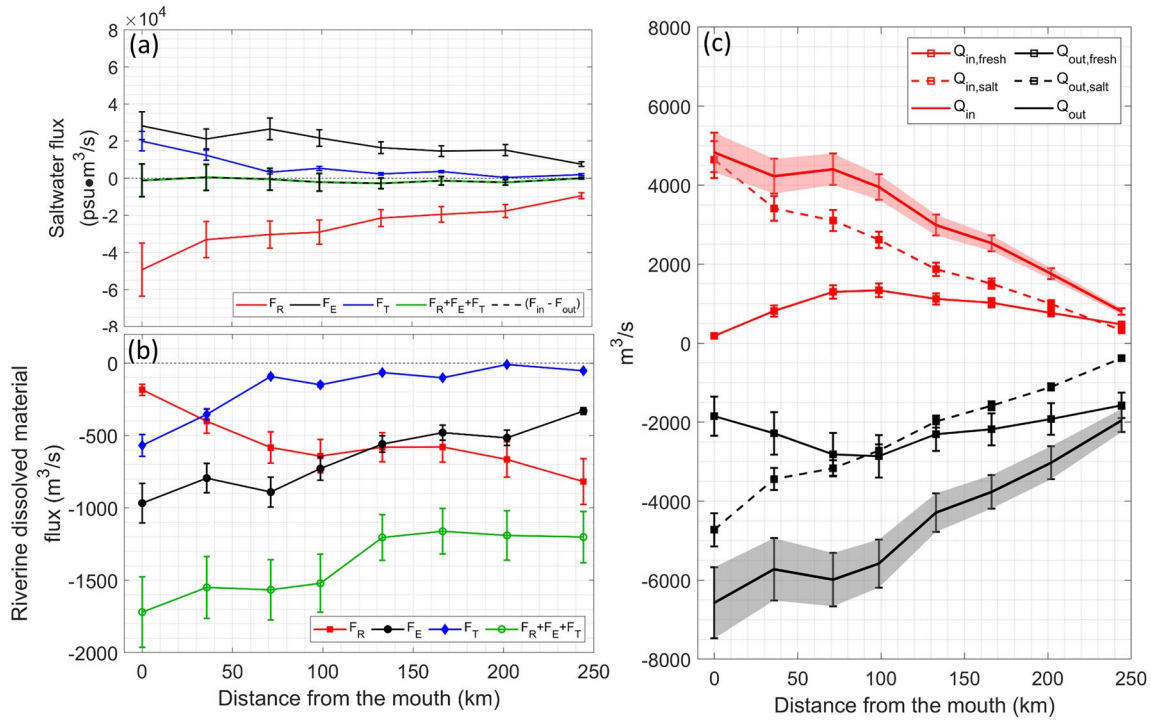 ×10⁴
(a)
8
6
4
2
0
-2
-4
-6
-8
Saltwater flux
(psu•m³/s)
F_R F_E F_T F_R+F_E+F_T (F_in - F_out)
(b)
0
-500
-1000
-1500
-2000
Riverine dissolved material
flux (m³/s)
F_R F_E F_T F_R+F_E+F_T
0 50 100 150 200 250
Distance from the mouth (km)
(c)
8000
6000
4000
2000
0
-2000
-4000
-6000
-8000
m³/s
Q_in,fresh Q_out,fresh
Q_in,salt Q_out,salt
Q_in Q_out
0 50 100 150 200 250
Distance from the mouth (km)